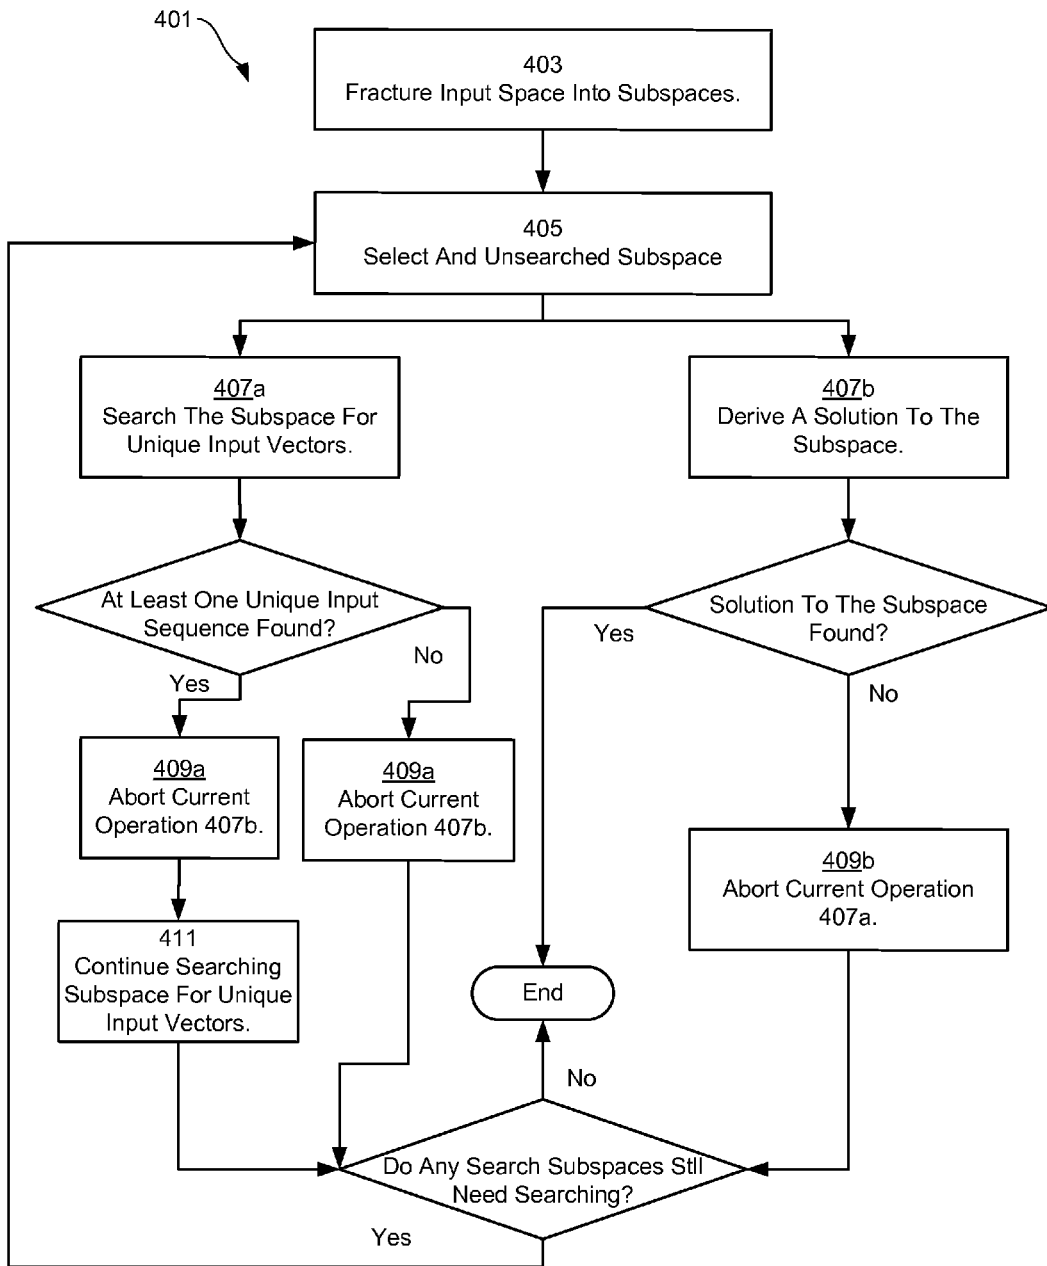 401
403
Fracture Input Space Into Subspaces.
405
Select And Unsearched Subspace
407a
Search The Subspace For
Unique Input Vectors.
407b
Derive A Solution To The
Subspace.
At Least One Unique Input
Sequence Found?
Solution To The Subspace
Found?
Yes
No
Yes
No
409a
Abort Current
Operation 407b.
409a
Abort Current
Operation 407b.
409b
Abort Current Operation
407a.
411
Continue Searching
Subspace For Unique
Input Vectors.
End
No
Do Any Search Subspaces Stll
Need Searching?
Yes